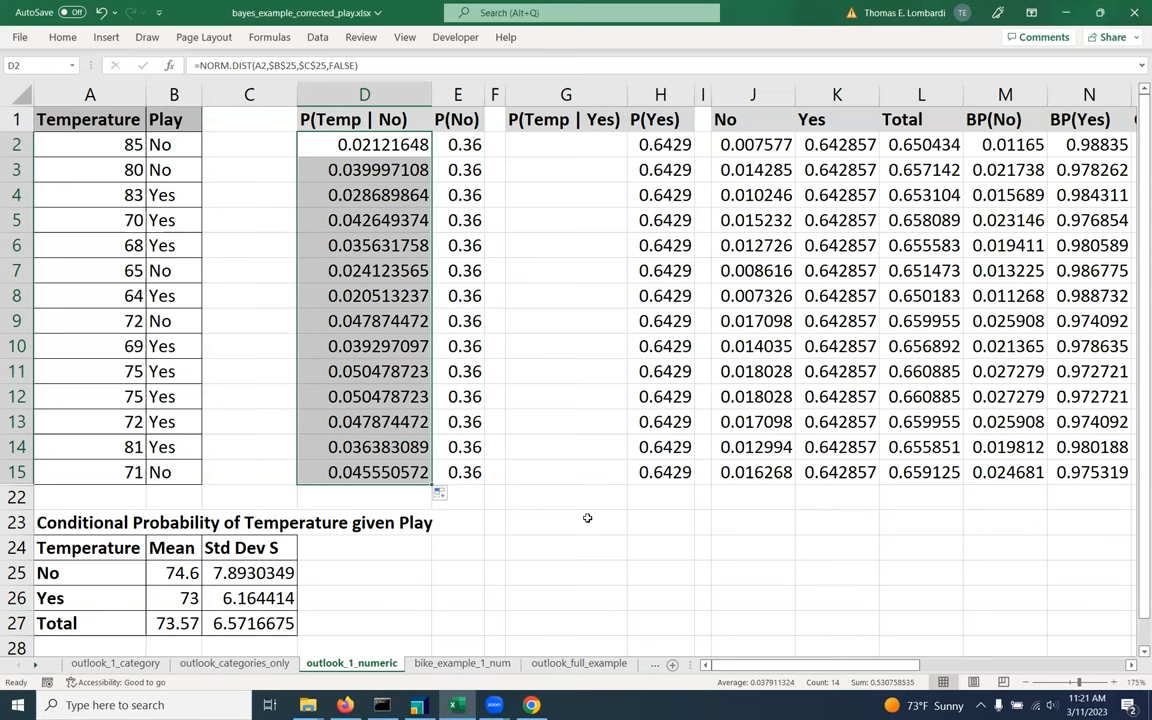 AutoSave Off bayes_example_corrected_play.xlsx Search (Alt+Q) Thomas E. Lombardi TE
File Home Insert Draw Page Layout Formulas Data Review View Developer Help Comments Share
D2 fx =NORM.DIST(A2,$B$25,$C$25,FALSE)
A B C D E F G H I J K L M N
1 Temperature Play P(Temp | No) P(No) P(Temp | Yes) P(Yes) No Yes Total BP(No) BP(Yes)
2 85 No 0.02121648 0.36 0.6429 0.007577 0.642857 0.650434 0.01165 0.98835
3 80 No 0.039997108 0.36 0.6429 0.014285 0.642857 0.657142 0.021738 0.978262
4 83 Yes 0.028689864 0.36 0.6429 0.010246 0.642857 0.653104 0.015689 0.984311
5 70 Yes 0.042649374 0.36 0.6429 0.015232 0.642857 0.658089 0.023146 0.976854
6 68 Yes 0.035631758 0.36 0.6429 0.012726 0.642857 0.655583 0.019411 0.980589
7 65 No 0.024123565 0.36 0.6429 0.008616 0.642857 0.651473 0.013225 0.986775
8 64 Yes 0.020513237 0.36 0.6429 0.007326 0.642857 0.650183 0.011268 0.988732
9 72 No 0.047874472 0.36 0.6429 0.017098 0.642857 0.659955 0.025908 0.974092
10 69 Yes 0.039297097 0.36 0.6429 0.014035 0.642857 0.656892 0.021365 0.978635
11 75 Yes 0.050478723 0.36 0.6429 0.018028 0.642857 0.660885 0.027279 0.972721
12 75 Yes 0.050478723 0.36 0.6429 0.018028 0.642857 0.660885 0.027279 0.972721
13 72 Yes 0.047874472 0.36 0.6429 0.017098 0.642857 0.659955 0.025908 0.974092
14 81 Yes 0.036383089 0.36 0.6429 0.012994 0.642857 0.655851 0.019812 0.980188
15 71 No 0.045550572 0.36 0.6429 0.016268 0.642857 0.659125 0.024681 0.975319
22
23 Conditional Probability of Temperature given Play
24 Temperature Mean Std Dev S
25 No 74.6 7.8930349
26 Yes 73 6.164414
27 Total 73.57 6.5716675
28
outlook_1_category outlook_categories_only outlook_1_numeric bike_example_1_num outlook_full_example ...
Ready Accessibility: Good to go Average: 0.037911324 Count: 14 Sum: 0.530758535 175%
Type here to search 73°F Sunny 11:21 AM
3/11/2023 2